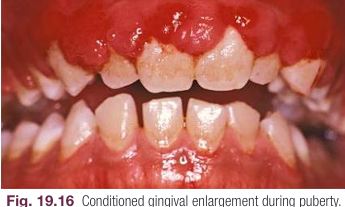 Fig. 19.16 Conditioned gingival enlargement during puberty.